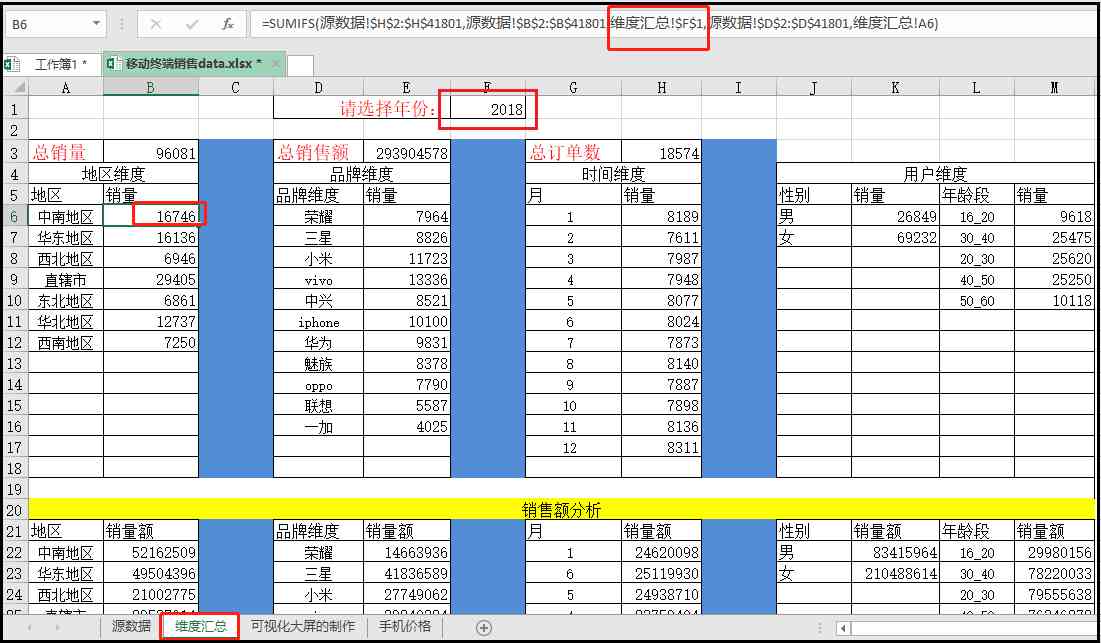 B6 fx =SUMIFS(源数据!$H$2:$H$41801,源数据!$B$2:$B$41801,维度汇总!$F$1,源数据!$D$2:$D$41801,维度汇总!A6)
工作簿1 * 移动终端销售data.xlsx *
A B C D E F G H I J K L M
1 请选择年份: 2018
2
3 总销量 96081 总销售额 293904578 总订单数 18574
4 地区维度 品牌维度 时间维度 用户维度
5 地区 销量 品牌维度 销量 月 销量 性别 销量 年龄段 销量
6 中南地区 16746 荣耀 7964 1 8189 男 26849 16_20 9618
7 华东地区 16136 三星 8826 2 7611 女 69232 30_40 25475
8 西北地区 6946 小米 11723 3 7987 20_30 25620
9 直辖市 29405 vivo 13336 4 7948 40_50 25250
10 东北地区 6861 中兴 8521 5 8077 50_60 10118
11 华北地区 12737 iphone 10100 6 8024
12 西南地区 7250 华为 9831 7 7873
13 魅族 8378 8 8140
14 oppo 7790 9 7887
15 联想 5587 10 7898
16 一加 4025 11 8136
17 12 8311
18
19
20 销售额分析
21 地区 销量额 品牌维度 销量额 月 销量额 性别 销量额 年龄段 销量额
22 中南地区 52162509 荣耀 14663936 1 24620098 男 83415964 16_20 29980156
23 华东地区 49504396 三星 41836589 6 25119930 女 210488614 30_40 78220033
24 西北地区 21002775 小米 27749062 5 24938710 20_30 79555638
源数据 维度汇总 可视化大屏的制作 手机价格